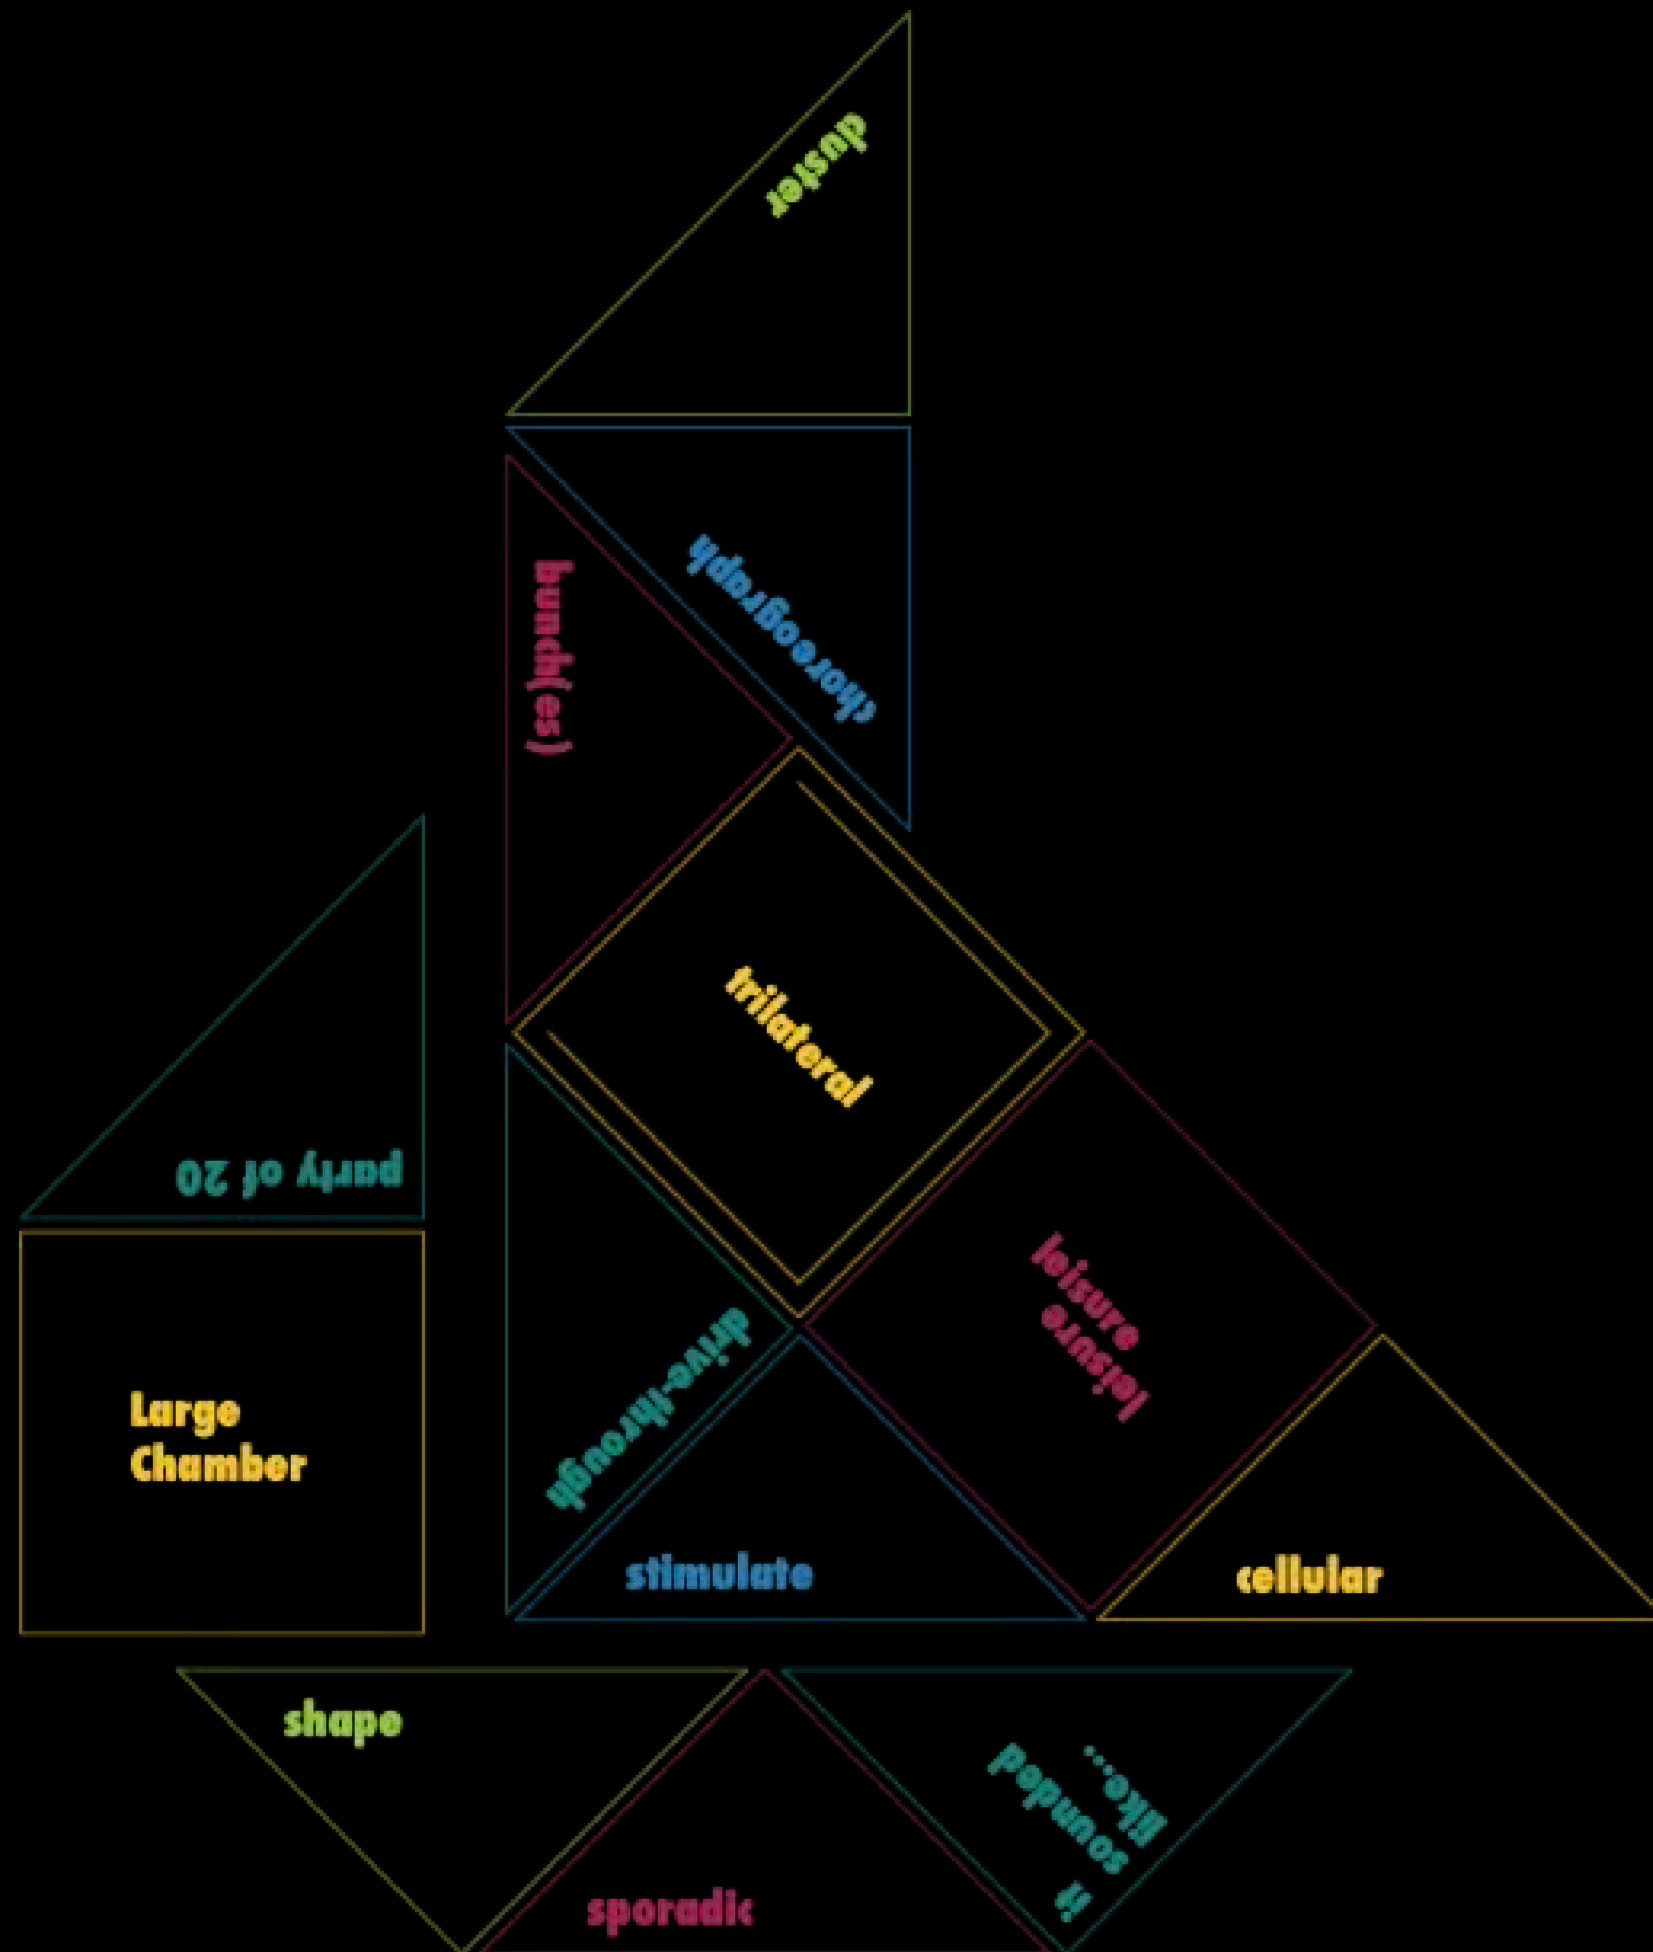 duster
choreograph
bunch(es)
trilateral
party of 20
leisure
leisure
drive-through
Large
Chamber
stimulate
cellular
shape
it sounded
like...
sporadic